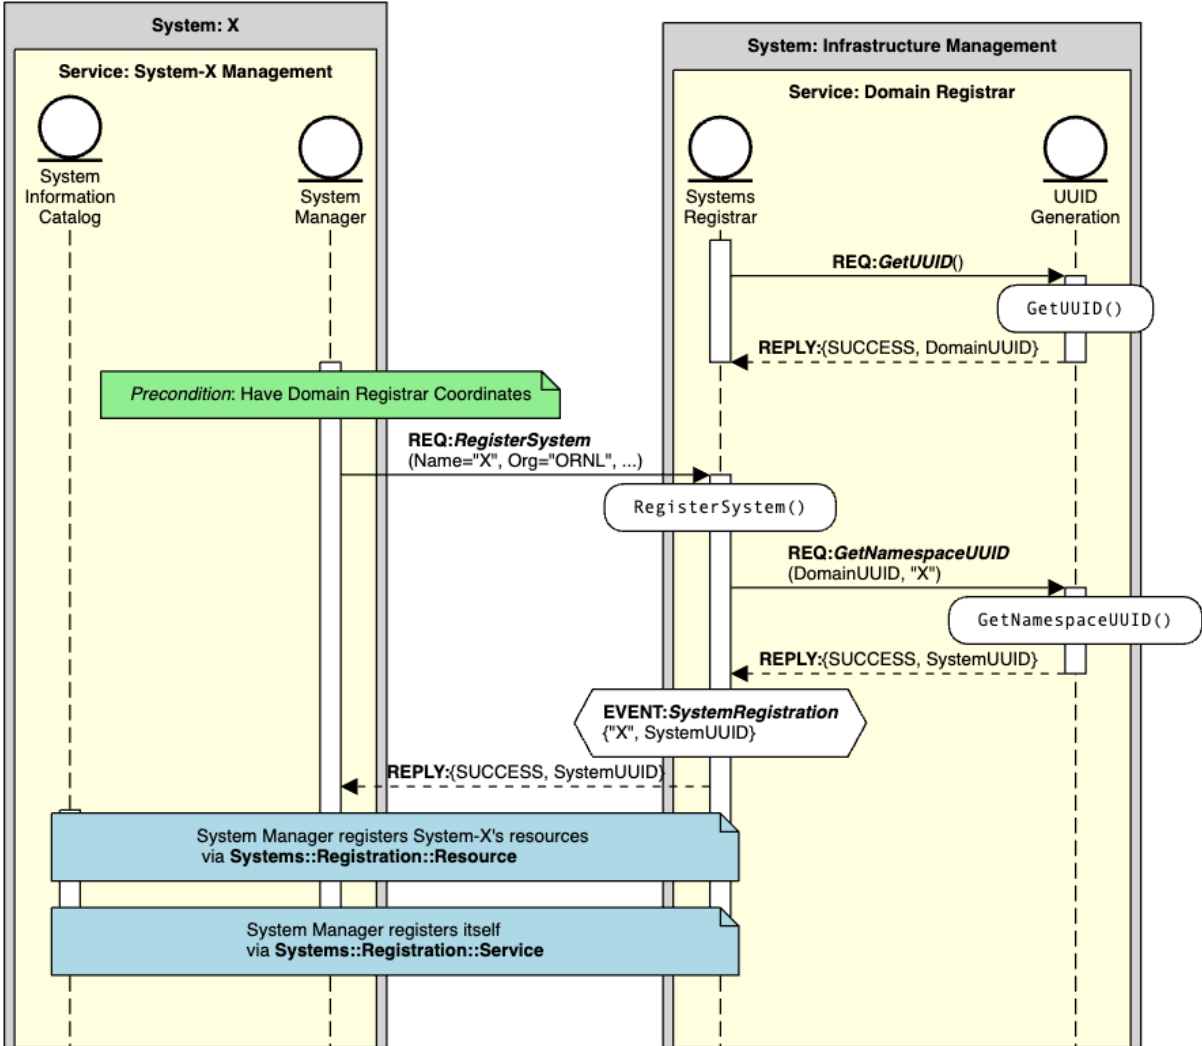 System: X
Service: System-X Management
System
Information
Catalog
System
Manager
System: Infrastructure Management
Service: Domain Registrar
Systems
Registrar
UUID
Generation
REQ:GetUUID()
GetUUID()
REPLY:{SUCCESS, DomainUUID}
Precondition: Have Domain Registrar Coordinates
REQ:RegisterSystem
(Name="X", Org="ORNL", ...)
RegisterSystem()
REQ:GetNamespaceUUID
(DomainUUID, "X")
GetNamespaceUUID()
REPLY:{SUCCESS, SystemUUID}
EVENT:SystemRegistration
{"X", SystemUUID}
REPLY:{SUCCESS, SystemUUID}
System Manager registers System-X's resources
via Systems::Registration::Resource
System Manager registers itself
via Systems::Registration::Service